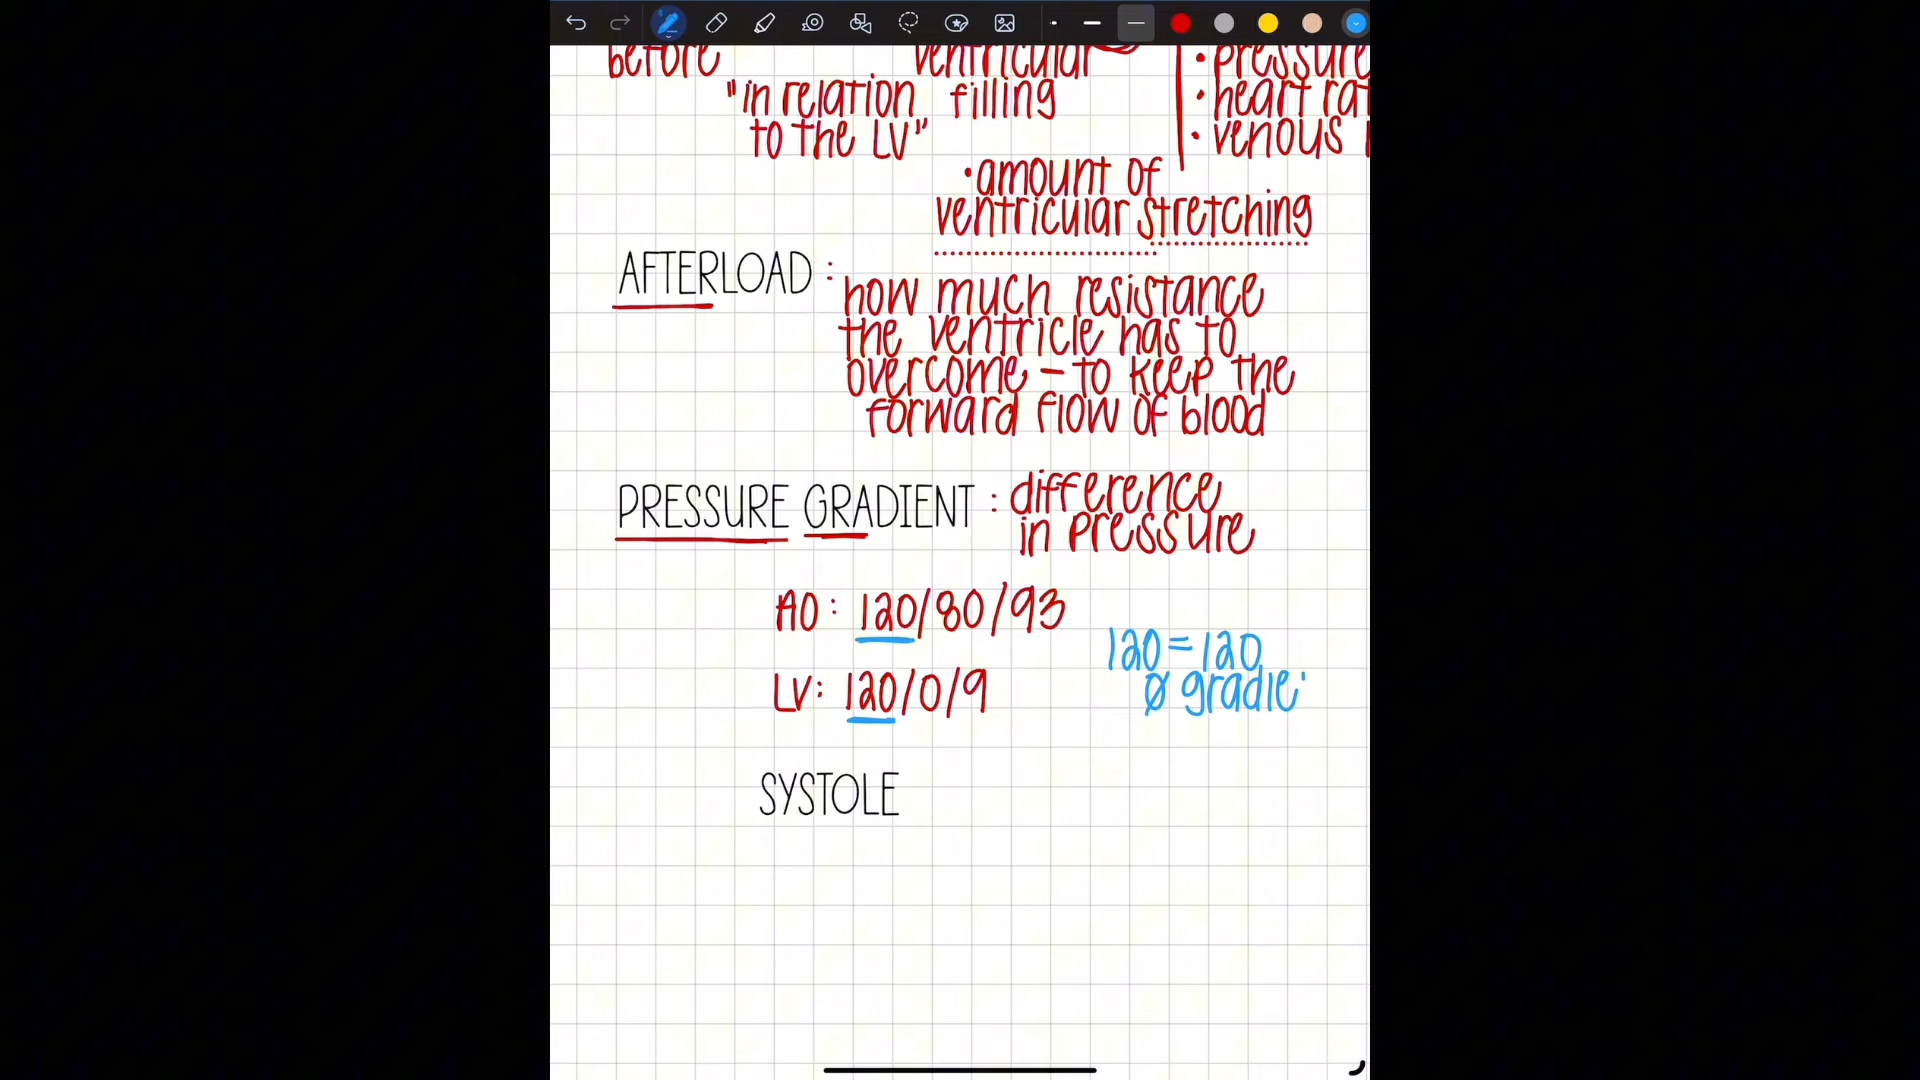 before
ventricular
• pressure
"in relation
filling
• heart rat
to the LV"
• venous
• amount of
ventricular stretching
AFTERLOAD :
how much resistance
the ventricle has to
overcome – to keep the
forward flow of blood
PRESSURE GRADIENT : difference
in pressure
AO : 120/80/93
120 = 120
LV : 120/0/9
Ø gradie
SYSTOLE